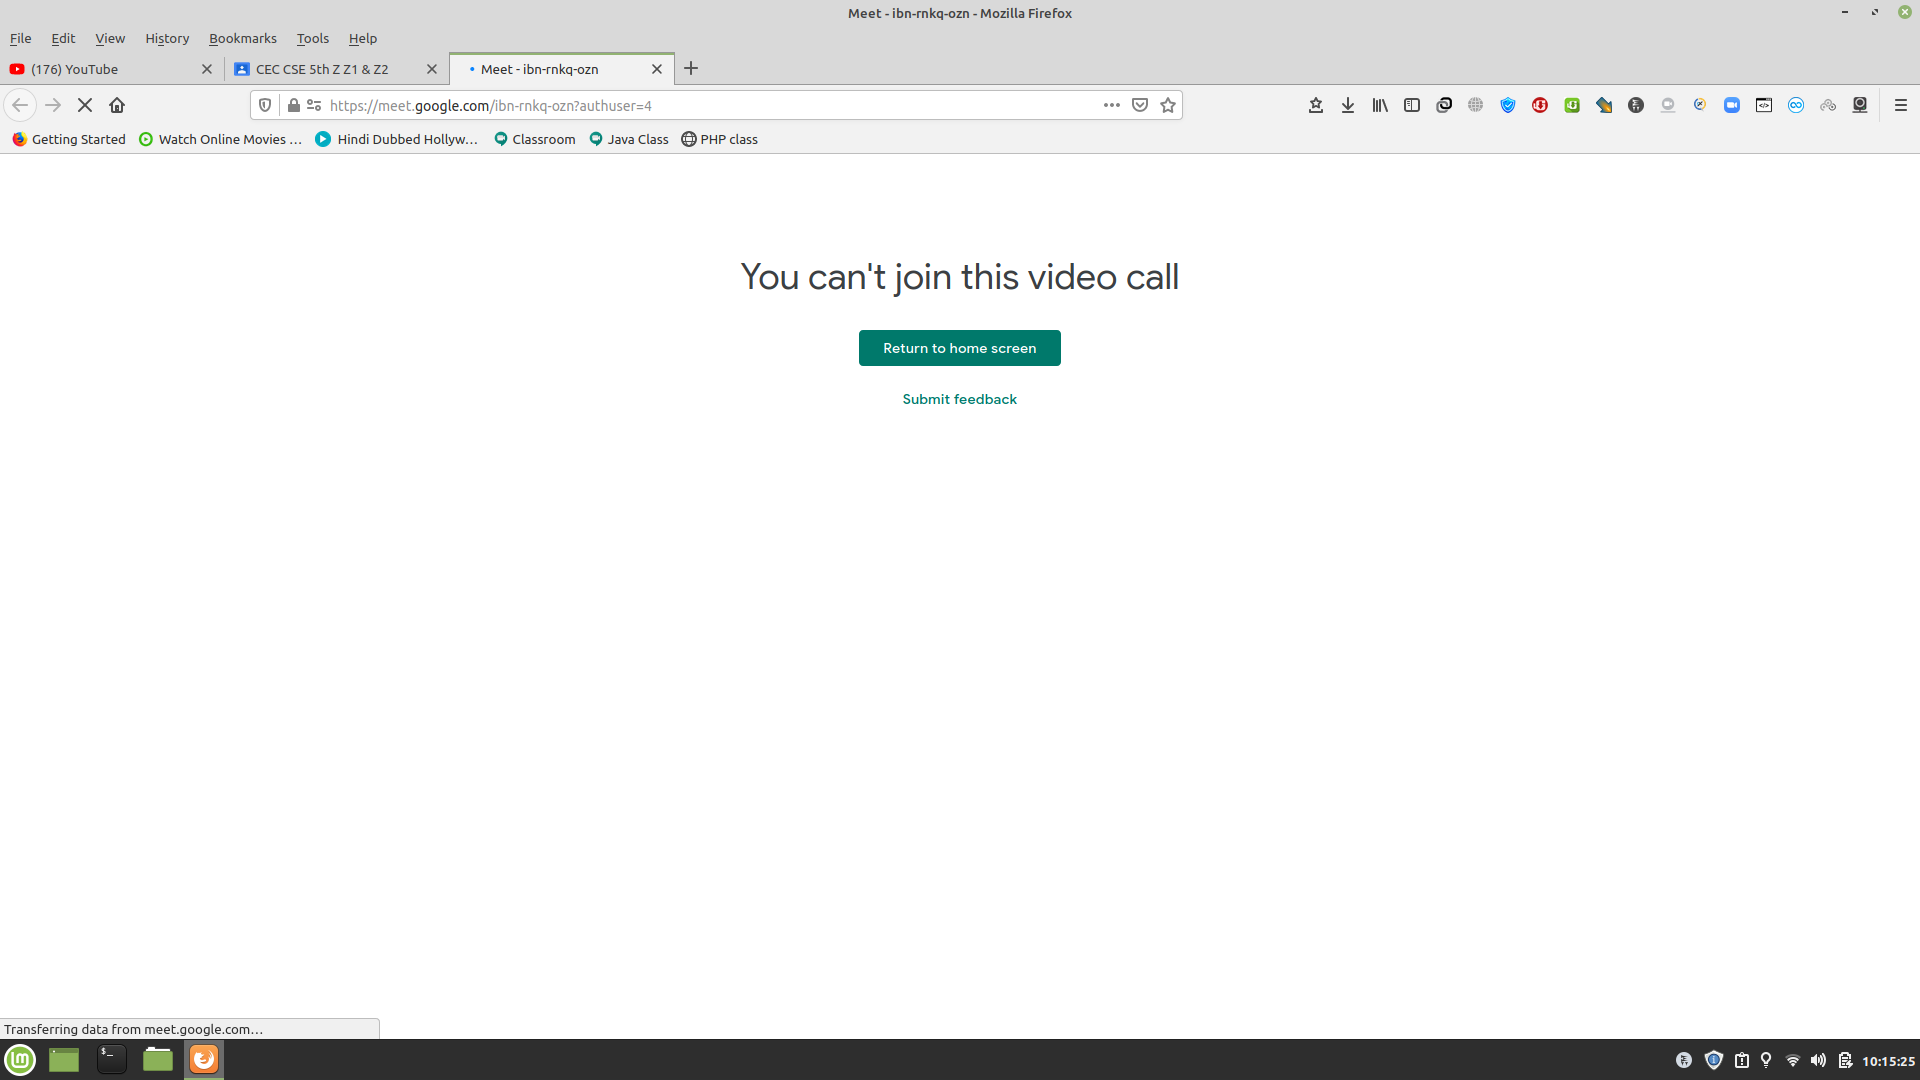 Meet - ibn-rnkq-ozn - Mozilla Firefox
File Edit View History Bookmarks Tools Help
(176) YouTube CEC CSE 5th Z Z1 & Z2 Meet - ibn-rnkq-ozn
https://meet.google.com/ibn-rnkq-ozn?authuser=4
Getting Started Watch Online Movies … Hindi Dubbed Hollyw… Classroom Java Class PHP class
You can't join this video call
Return to home screen
Submit feedback
Transferring data from meet.google.com…
10:15:25